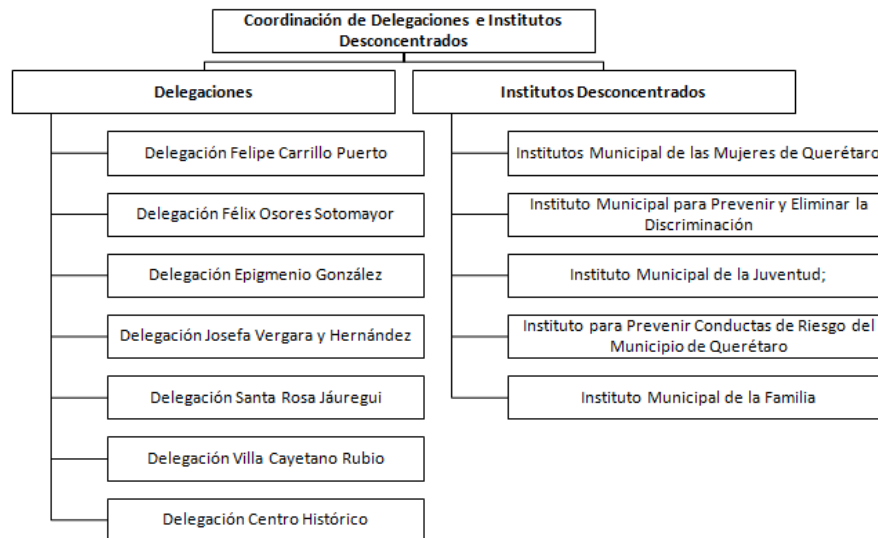 Coordinación de Delegaciones e Institutos
Desconcentrados
Delegaciones
Institutos Desconcentrados
Delegación Felipe Carrillo Puerto
Delegación Félix Osores Sotomayor
Delegación Epigmenio González
Delegación Josefa Vergara y Hernández
Delegación Santa Rosa Jáuregui
Delegación Villa Cayetano Rubio
Delegación Centro Histórico
Institutos Municipal de las Mujeres de Querétaro
Instituto Municipal para Prevenir y Eliminar la
Discriminación
Instituto Municipal de la Juventud;
Instituto para Prevenir Conductas de Riesgo del
Municipio de Querétaro
Instituto Municipal de la Familia